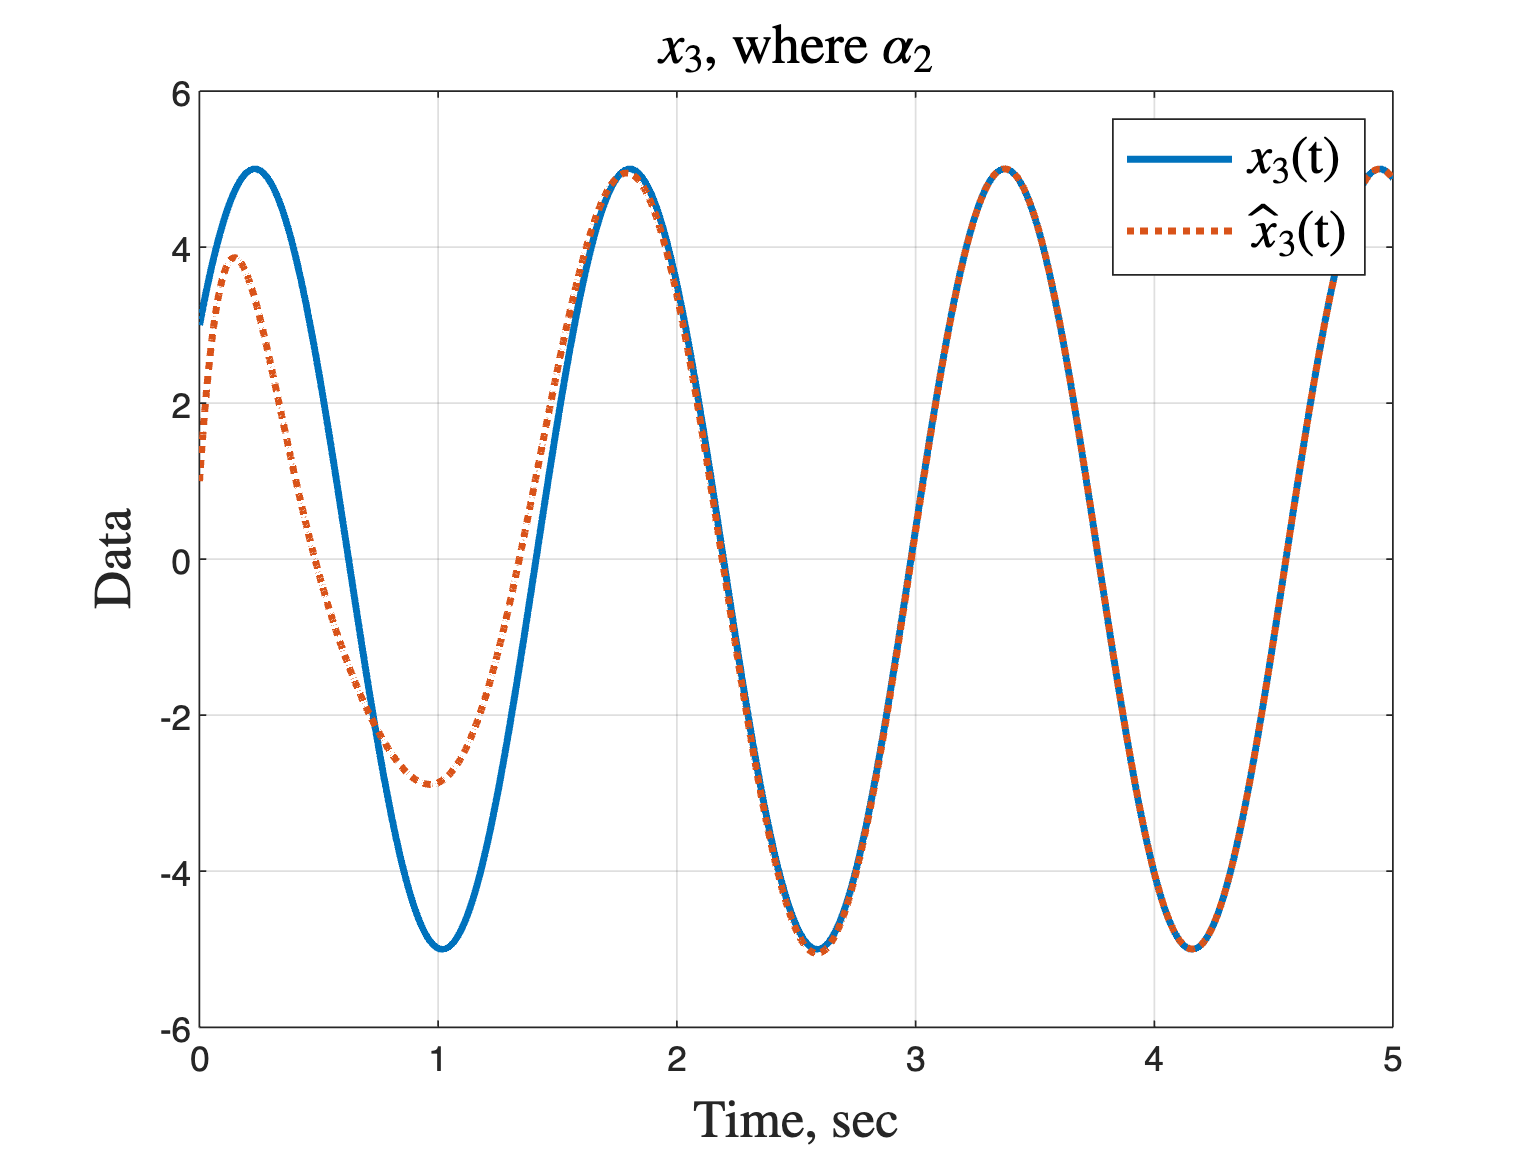 x₃, where α₂
x₃(t)
x̂₃(t)
Data
6
4
2
0
-2
-4
-6
0 1 2 3 4 5
Time, sec